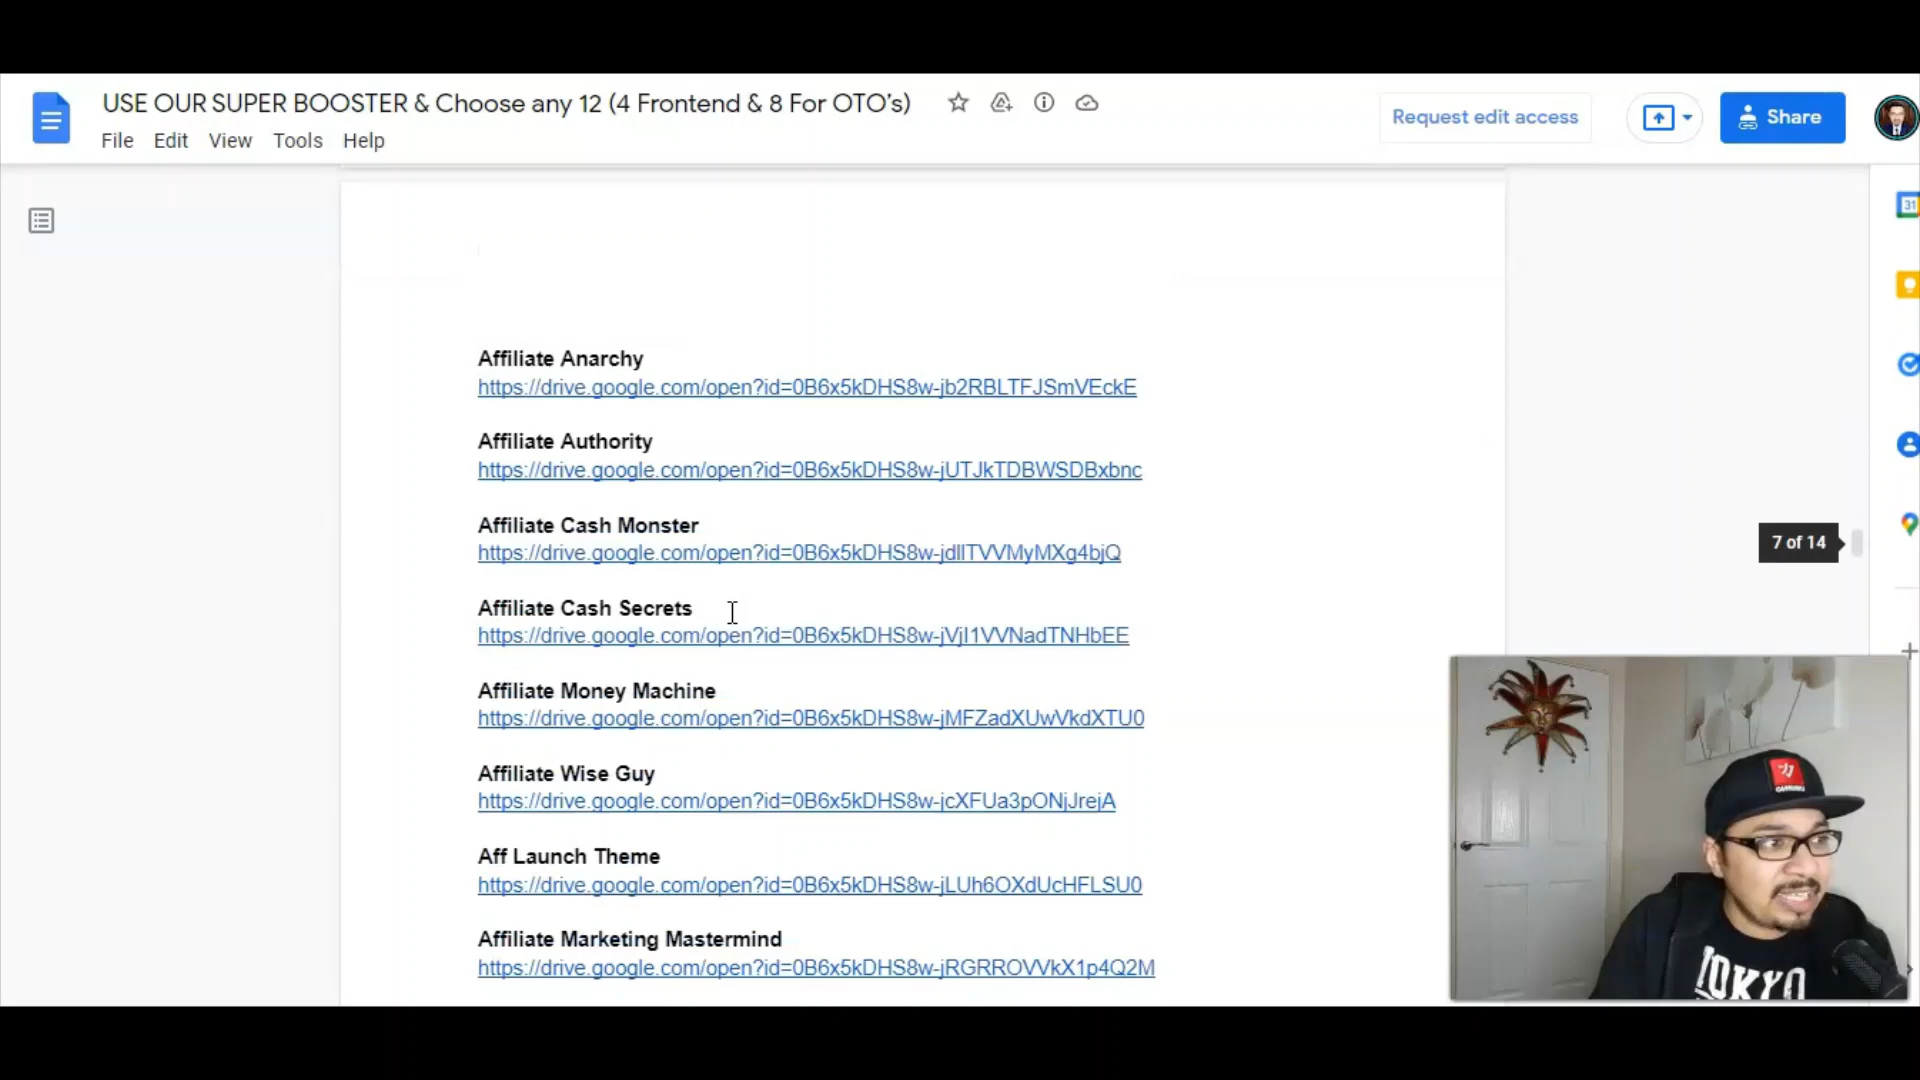 USE OUR SUPER BOOSTER & Choose any 12 (4 Frontend & 8 For OTO's)
File Edit View Tools Help
Request edit access
Share
31
Affiliate Anarchy
https://drive.google.com/open?id=0B6x5kDHS8w-jb2RBLTFJSmVEckE
Affiliate Authority
https://drive.google.com/open?id=0B6x5kDHS8w-jUTJkTDBWSDBxbnc
Affiliate Cash Monster
https://drive.google.com/open?id=0B6x5kDHS8w-jdllTVVMyMXg4bjQ
7 of 14
Affiliate Cash Secrets
https://drive.google.com/open?id=0B6x5kDHS8w-jVjI1VVNadTNHbEE
Affiliate Money Machine
https://drive.google.com/open?id=0B6x5kDHS8w-jMFZadXUwVkdXTU0
Affiliate Wise Guy
https://drive.google.com/open?id=0B6x5kDHS8w-jcXFUa3pONjJrejA
Aff Launch Theme
https://drive.google.com/open?id=0B6x5kDHS8w-jLUh6OXdUcHFLSU0
Affiliate Marketing Mastermind
https://drive.google.com/open?id=0B6x5kDHS8w-jRGRROVVkX1p4Q2M
TOKYO